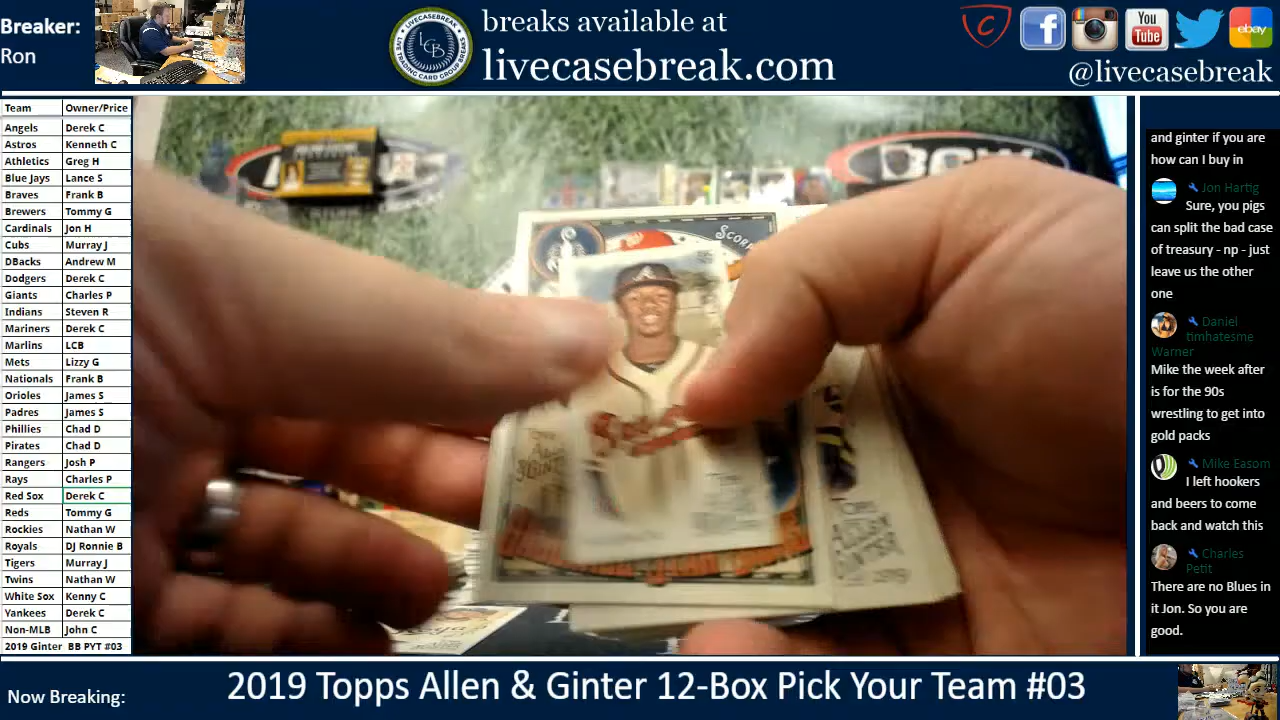 Breaker:
Ron
LCB
breaks available at
livecasebreak.com
You
Tube
ebay
@livecasebreak
Team Owner/Price
Angels Derek C
Astros Kenneth C
Athletics Greg H
Blue Jays Lance S
Braves Frank B
Brewers Tommy G
Cardinals Jon H
Cubs Murray J
DBacks Andrew M
Dodgers Derek C
Giants Charles P
Indians Steven R
Mariners Derek C
Marlins LCB
Mets Lizzy G
Nationals Frank B
Orioles James S
Padres James S
Phillies Chad D
Pirates Chad D
Rangers Josh P
Rays Charles P
Red Sox Derek C
Reds Tommy G
Rockies Nathan W
Royals DJ Ronnie B
Tigers Murray J
Twins Nathan W
White Sox Kenny C
Yankees Derek C
Non-MLB John C
2019 Ginter BB PYT #03
and ginter if you are
how can I buy in
Jon Hartig
Sure, you pigs
can split the bad case
of treasury - np - just
leave us the other
one
Daniel
timhatesme
Warner
Mike the week after
is for the 90s
wrestling to get into
gold packs
Mike Easom
I left hookers
and beers to come
back and watch this
Charles
Petit
There are no Blues in
it Jon. So you are
good.
Now Breaking:
2019 Topps Allen & Ginter 12-Box Pick Your Team #03